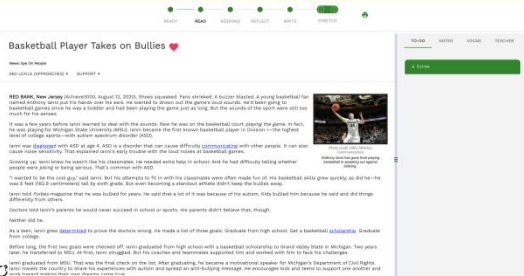 READY READ RESPOND REFLECT WRITE STRETCH
Basketball Player Takes on Bullies
News: Eye On People
TO-DO NOTES VOCAB TEACHER
SUPPORT
RED BANK, New Jersey (Achieve3000, August 12, 2020). Shoes squeaked. Fans shrieked. A buzzer blasted. A young basketball fan
named Anthony Ianni put his hands over his ears. He wanted to drown out the game's loud sounds. He'd been going to
basketball games since he was a toddler and had been playing the game just as long. But the sounds of the sport were still too
much for his senses.
It was a few years before Ianni learned to deal with the sounds. Now he was on the basketball court playing the game. In fact,
he was playing for Michigan State University (MSU). Ianni became the first known basketball player in Division I—the highest
level of college sports—with autism spectrum disorder (ASD).
Ianni was diagnosed with ASD at age 4. ASD is a disorder that can cause difficulty communicating with other people. It can also
cause noise sensitivity. That explained Ianni's early trouble with the loud noises at basketball games.
Growing up, Ianni knew he wasn't like his classmates. He needed extra help in school. And he had difficulty telling whether
people were joking or being serious. That's common with ASD.
"I wanted to be the cool guy," said Ianni. But his attempts to fit in with his classmates were often made fun of. His basketball skills grew quickly, as did he—he
was 6 feet (182.9 centimeters) tall by sixth grade. But even becoming a standout athlete didn't keep the bullies away.
Ianni told Forbes magazine that he was bullied for years. He said that a lot of it was because of his autism. Kids bullied him because he said and did things
differently from others.
Doctors told Ianni's parents he would never succeed in school or sports. His parents didn't believe that, though.
Neither did he.
As a teen, Ianni grew determined to prove the doctors wrong. He made a list of three goals: Graduate from high school. Get a basketball scholarship. Graduate
from college.
Before long, the first two goals were checked off. Ianni graduated from high school with a basketball scholarship to Grand Valley State in Michigan. Two years
later, he transferred to MSU. At first, Ianni struggled. But his coaches and teammates supported him and worked with him to face his challenges.
Ianni graduated from MSU. That was the final check on the list. After graduating, he became a motivational speaker for Michigan's Department of Civil Rights.
Ianni travels the country to share his experiences with autism and spread an anti-bullying message. He encourages kids and teens to support one another and
work toward making their own dreams come true.